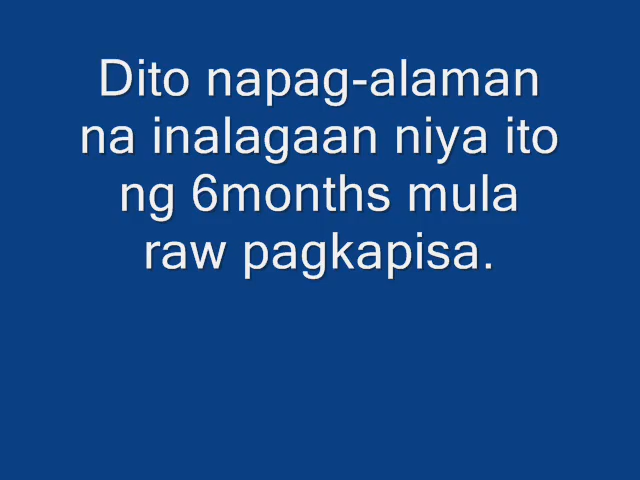 Dito napag-alaman
na inalagaan niya ito
ng 6months mula
raw pagkapisa.